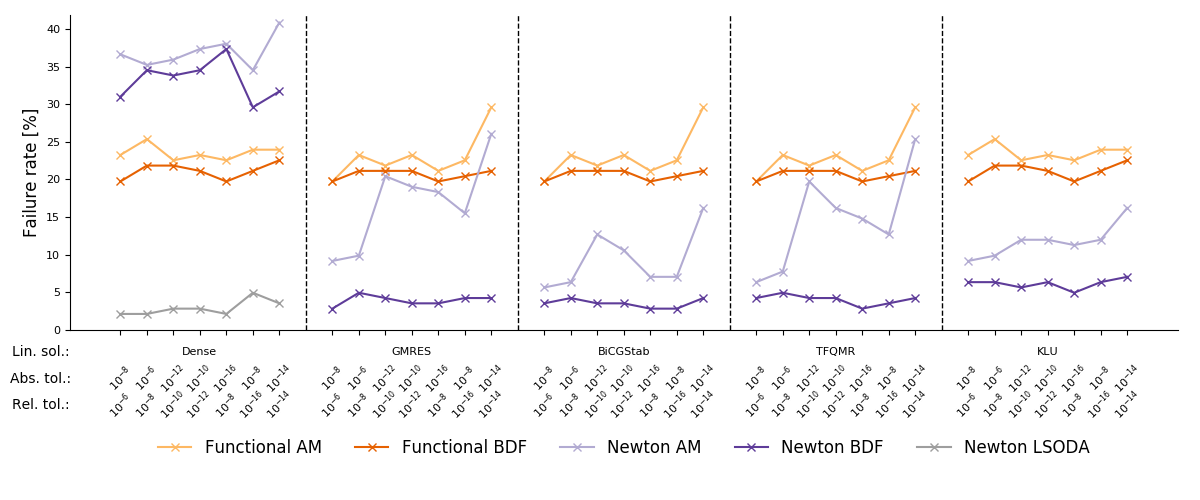 40
35
30
25
20
15
10
5
0
Failure rate [%]
Lin. sol.: Dense GMRES BiCGStab TFQMR KLU
Abs. tol.: 10⁻⁸ 10⁻⁶ 10⁻¹² 10⁻¹⁰ 10⁻¹⁶ 10⁻⁸ 10⁻¹⁴ 10⁻⁸ 10⁻⁶ 10⁻¹² 10⁻¹⁰ 10⁻¹⁶ 10⁻⁸ 10⁻¹⁴ 10⁻⁸ 10⁻⁶ 10⁻¹² 10⁻¹⁰ 10⁻¹⁶ 10⁻⁸ 10⁻¹⁴ 10⁻⁸ 10⁻⁶ 10⁻¹² 10⁻¹⁰ 10⁻¹⁶ 10⁻⁸ 10⁻¹⁴ 10⁻⁸ 10⁻⁶ 10⁻¹² 10⁻¹⁰ 10⁻¹⁶ 10⁻⁸ 10⁻¹⁴
Rel. tol.: 10⁻⁶ 10⁻⁸ 10⁻¹⁰ 10⁻¹² 10⁻⁸ 10⁻¹⁶ 10⁻¹⁴ 10⁻⁶ 10⁻⁸ 10⁻¹⁰ 10⁻¹² 10⁻⁸ 10⁻¹⁶ 10⁻¹⁴ 10⁻⁶ 10⁻⁸ 10⁻¹⁰ 10⁻¹² 10⁻⁸ 10⁻¹⁶ 10⁻¹⁴ 10⁻⁶ 10⁻⁸ 10⁻¹⁰ 10⁻¹² 10⁻⁸ 10⁻¹⁶ 10⁻¹⁴ 10⁻⁶ 10⁻⁸ 10⁻¹⁰ 10⁻¹² 10⁻⁸ 10⁻¹⁶ 10⁻¹⁴
Functional AM Functional BDF Newton AM Newton BDF Newton LSODA